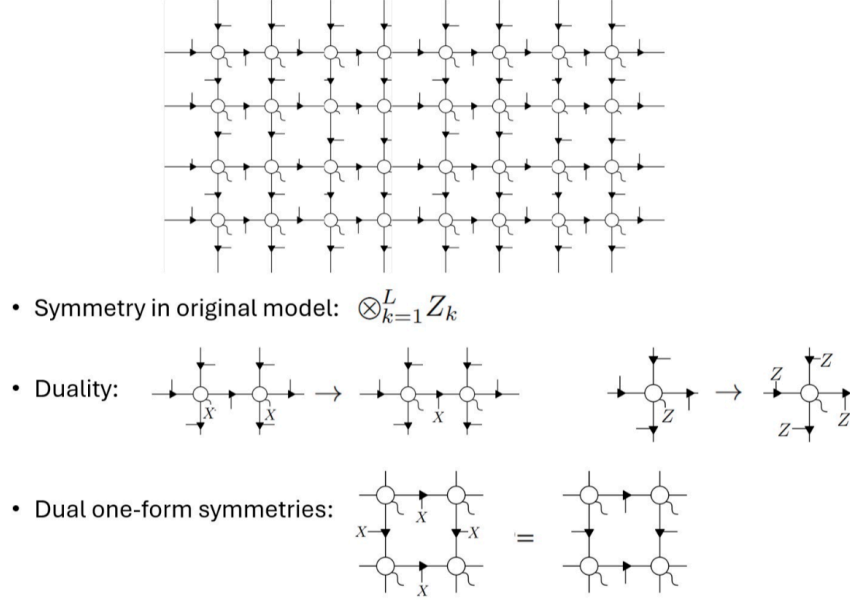 • Symmetry in original model: ⊗_{k=1}^{L} Z_k
• Duality:
X X → X
Z → Z Z Z Z
• Dual one-form symmetries:
X
X X =
X